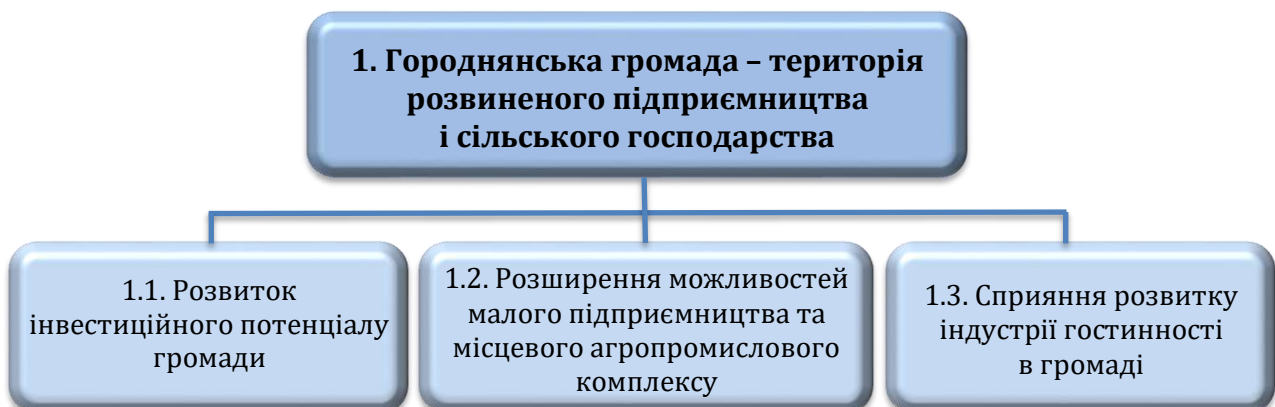 1. Городнянська громада – територія
розвиненого підприємництва
і сільського господарства
1.1. Розвиток
інвестиційного потенціалу
громади
1.2. Розширення можливостей
малого підприємництва та
місцевого агропромислового
комплексу
1.3. Сприяння розвитку
індустрії гостинності
в громаді